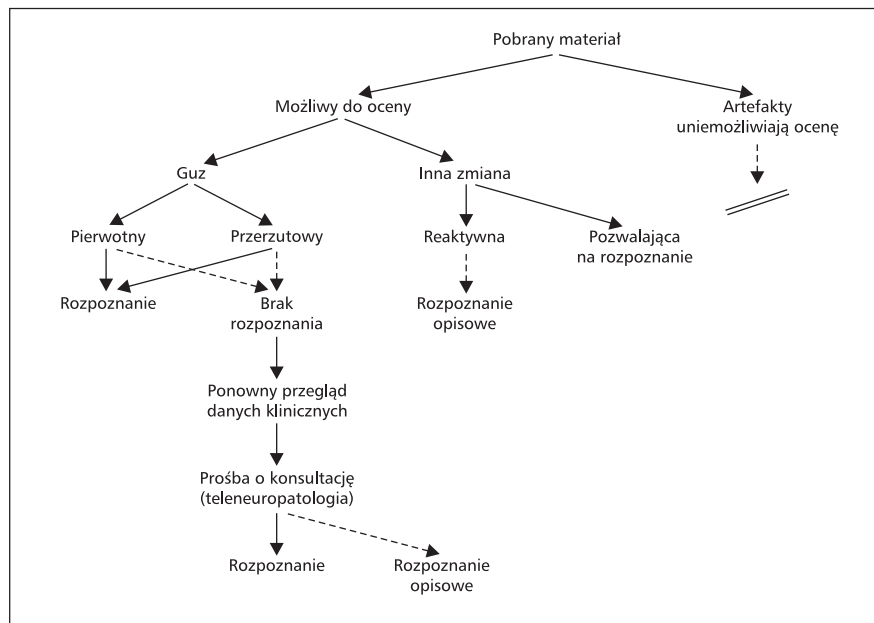 Pobrany materiał
Możliwy do oceny
Artefakty
uniemożliwiają ocenę
Guz
Inna zmiana
Pierwotny
Przerzutowy
Reaktywna
Pozwalająca
na rozpoznanie
Rozpoznanie
Brak
rozpoznania
Rozpoznanie
opisowe
Ponowny przegląd
danych klinicznych
Prośba o konsultację
(teleneuropatologia)
Rozpoznanie
Rozpoznanie
opisowe